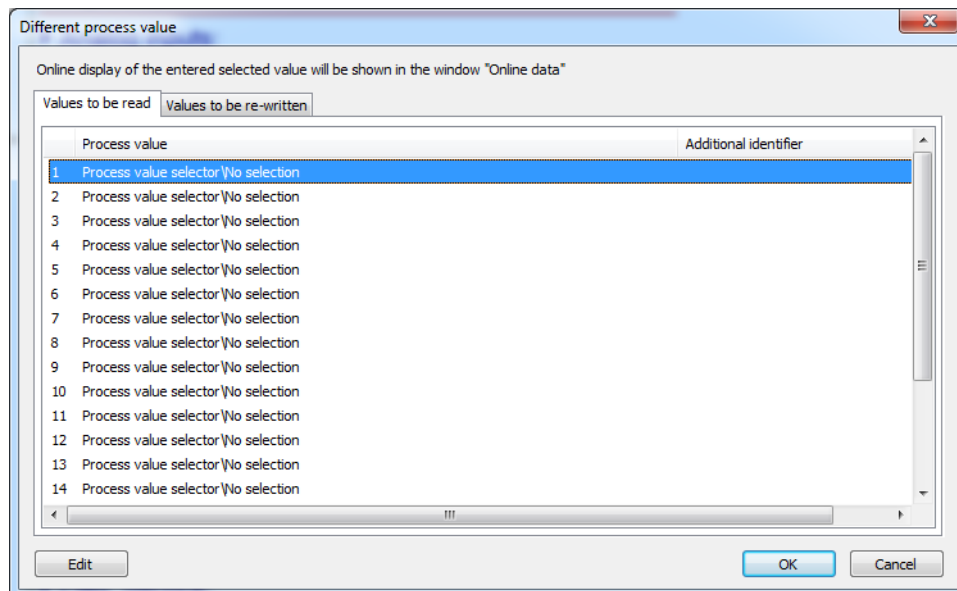 Different process value
Online display of the entered selected value will be shown in the window "Online data"
Values to be read Values to be re-written
Process value Additional identifier
1 Process value selector\No selection
2 Process value selector\No selection
3 Process value selector\No selection
4 Process value selector\No selection
5 Process value selector\No selection
6 Process value selector\No selection
7 Process value selector\No selection
8 Process value selector\No selection
9 Process value selector\No selection
10 Process value selector\No selection
11 Process value selector\No selection
12 Process value selector\No selection
13 Process value selector\No selection
14 Process value selector\No selection
Edit OK Cancel